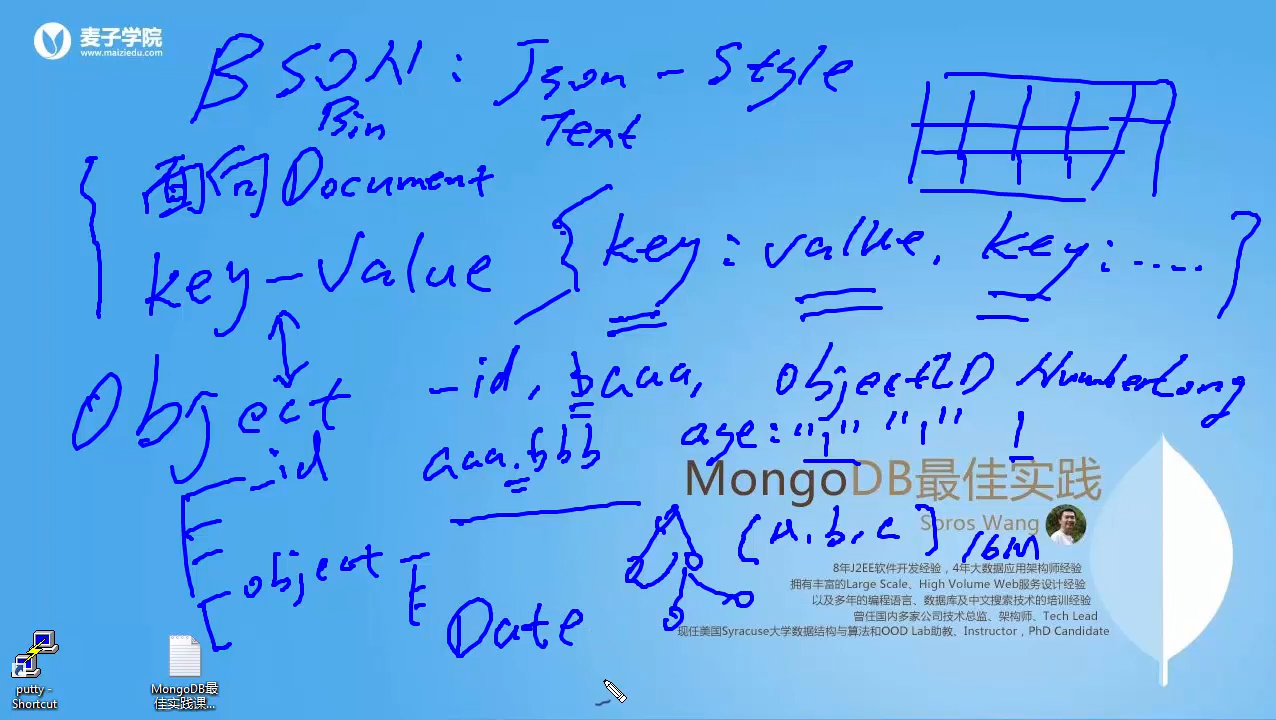 麦子学院
www.maiziedu.com
BSON : Json - Style
Bin
Text
面向Document
key-Value
{key: value, key: .... }
Object
_id, baaa, ObjectID NumberLong
aaa.bbb
age: "1" "1" 1
_id
MongoDB最佳实践
Soros Wang
[a, b, c] 16M
object
Date
8年J2EE软件开发经验，4年大数据应用架构师经验
拥有丰富的Large Scale、High Volume Web服务设计经验
以及多年的编程语言、数据库及中文搜索技术的培训经验
曾任国内多家公司技术总监、架构师、Tech Lead
现任美国Syracuse大学数据结构与算法和OOD Lab助教、Instructor，PhD Candidate
putty -
Shortcut
MongoDB最
佳实践课...